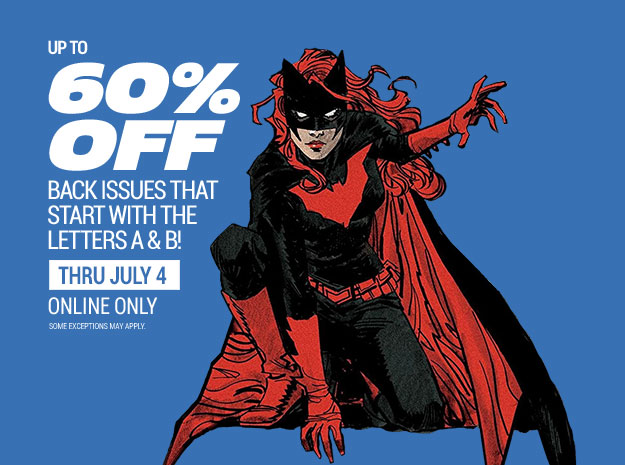 UP TO
60%
OFF
BACK ISSUES THAT
START WITH THE
LETTERS A & B!
THRU JULY 4
ONLINE ONLY
SOME EXCEPTIONS MAY APPLY.